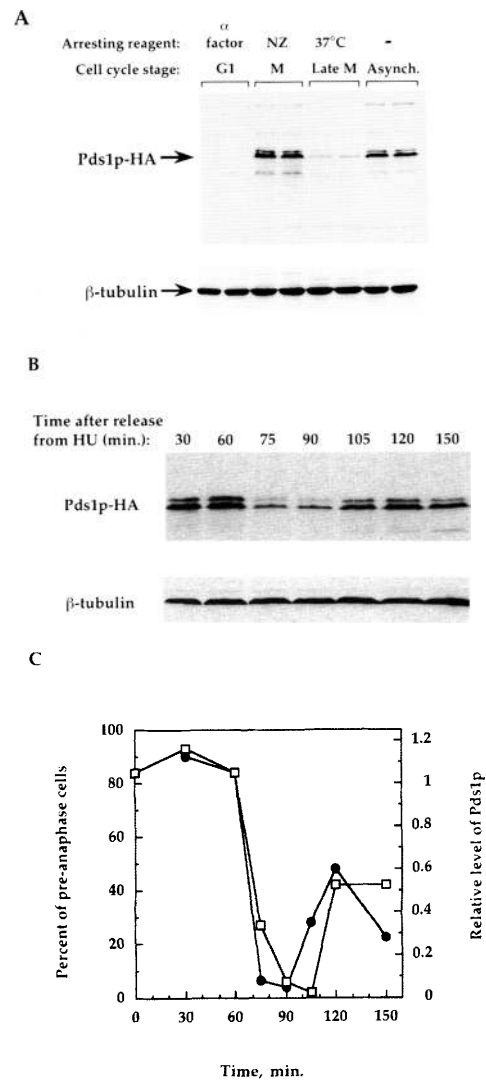 A
Arresting reagent: α factor NZ 37°C -
Cell cycle stage: G1 M Late M Asynch.
Pds1p-HA
β-tubulin
B
Time after release
from HU (min.): 30 60 75 90 105 120 150
Pds1p-HA
β-tubulin
C
100
80
60
40
20
0
Percent of pre-anaphase cells
1.2
1
0.8
0.6
0.4
0.2
0
Relative level of Pds1p
0 30 60 90 120 150
Time, min.